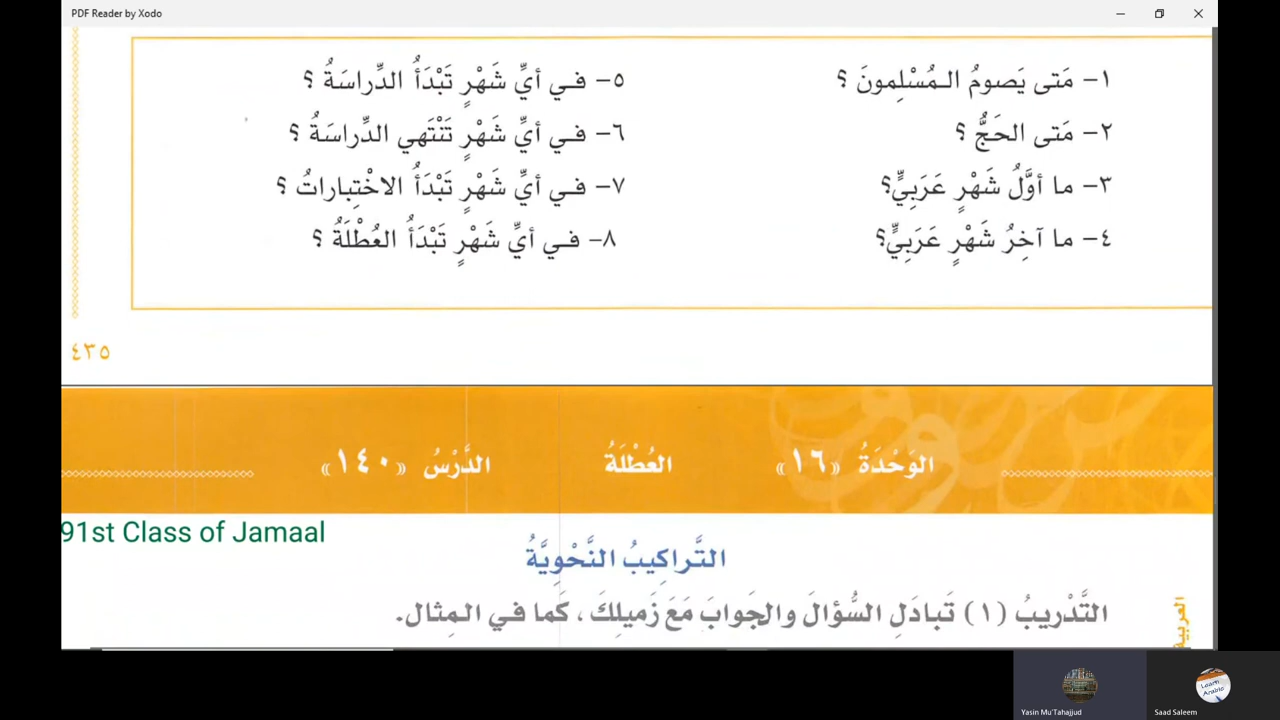 PDF Reader by Xodo
١- مَتى يَصومُ الـمُسْلِمونَ ؟
٢- مَتى الحَجُّ ؟
٣- ما أوَّلُ شَهْرٍ عَرَبِيٍّ؟
٤- ما آخِرُ شَهْرٍ عَرَبِيٍّ؟
٥- فـي أيِّ شَهْرٍ تَبْدَأُ الدِّراسَةُ ؟
٦- فـي أيِّ شَهْرٍ تَنْتَهي الدِّراسَةُ ؟
٧- فـي أيِّ شَهْرٍ تَبْدَأُ الاخْتِباراتُ ؟
٨- فـي أيِّ شَهْرٍ تَبْدَأُ العُطْلَةُ ؟
٤٣٥
الوَحْدَةُ «١٦» العُطْلَةُ الدَّرْسُ «١٤٠»
91st Class of Jamaal
التَّراكيبُ النَّحْوِيَّةُ
التَّدْريبُ (١) تَبادَلِ السُّؤالَ والجَوابَ مَعَ زَميلِكَ، كَما في المِثال.
العربية
Yasin Mu'Tahajjud
Learn Arabic
Saad Saleem